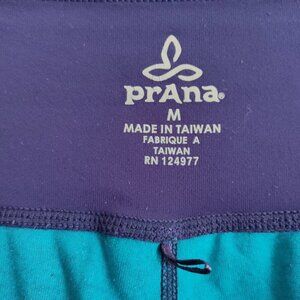 prAna
M
MADE IN TAIWAN
FABRIQUE A
TAIWAN
RN 124977